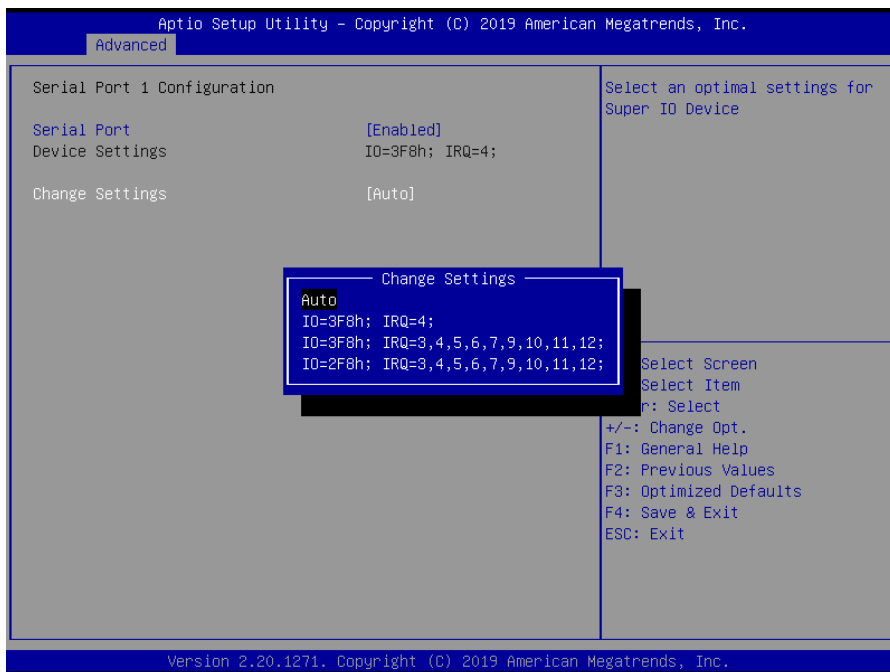 Aptio Setup Utility – Copyright (C) 2019 American Megatrends, Inc.
Advanced
Serial Port 1 Configuration
Serial Port [Enabled]
Device Settings IO=3F8h; IRQ=4;
Change Settings [Auto]
Select an optimal settings for
Super IO Device
Change Settings
Auto
IO=3F8h; IRQ=4;
IO=3F8h; IRQ=3,4,5,6,7,9,10,11,12;
IO=2F8h; IRQ=3,4,5,6,7,9,10,11,12;
Select Screen
Select Item
r: Select
+/-: Change Opt.
F1: General Help
F2: Previous Values
F3: Optimized Defaults
F4: Save & Exit
ESC: Exit
Version 2.20.1271. Copyright (C) 2019 American Megatrends, Inc.